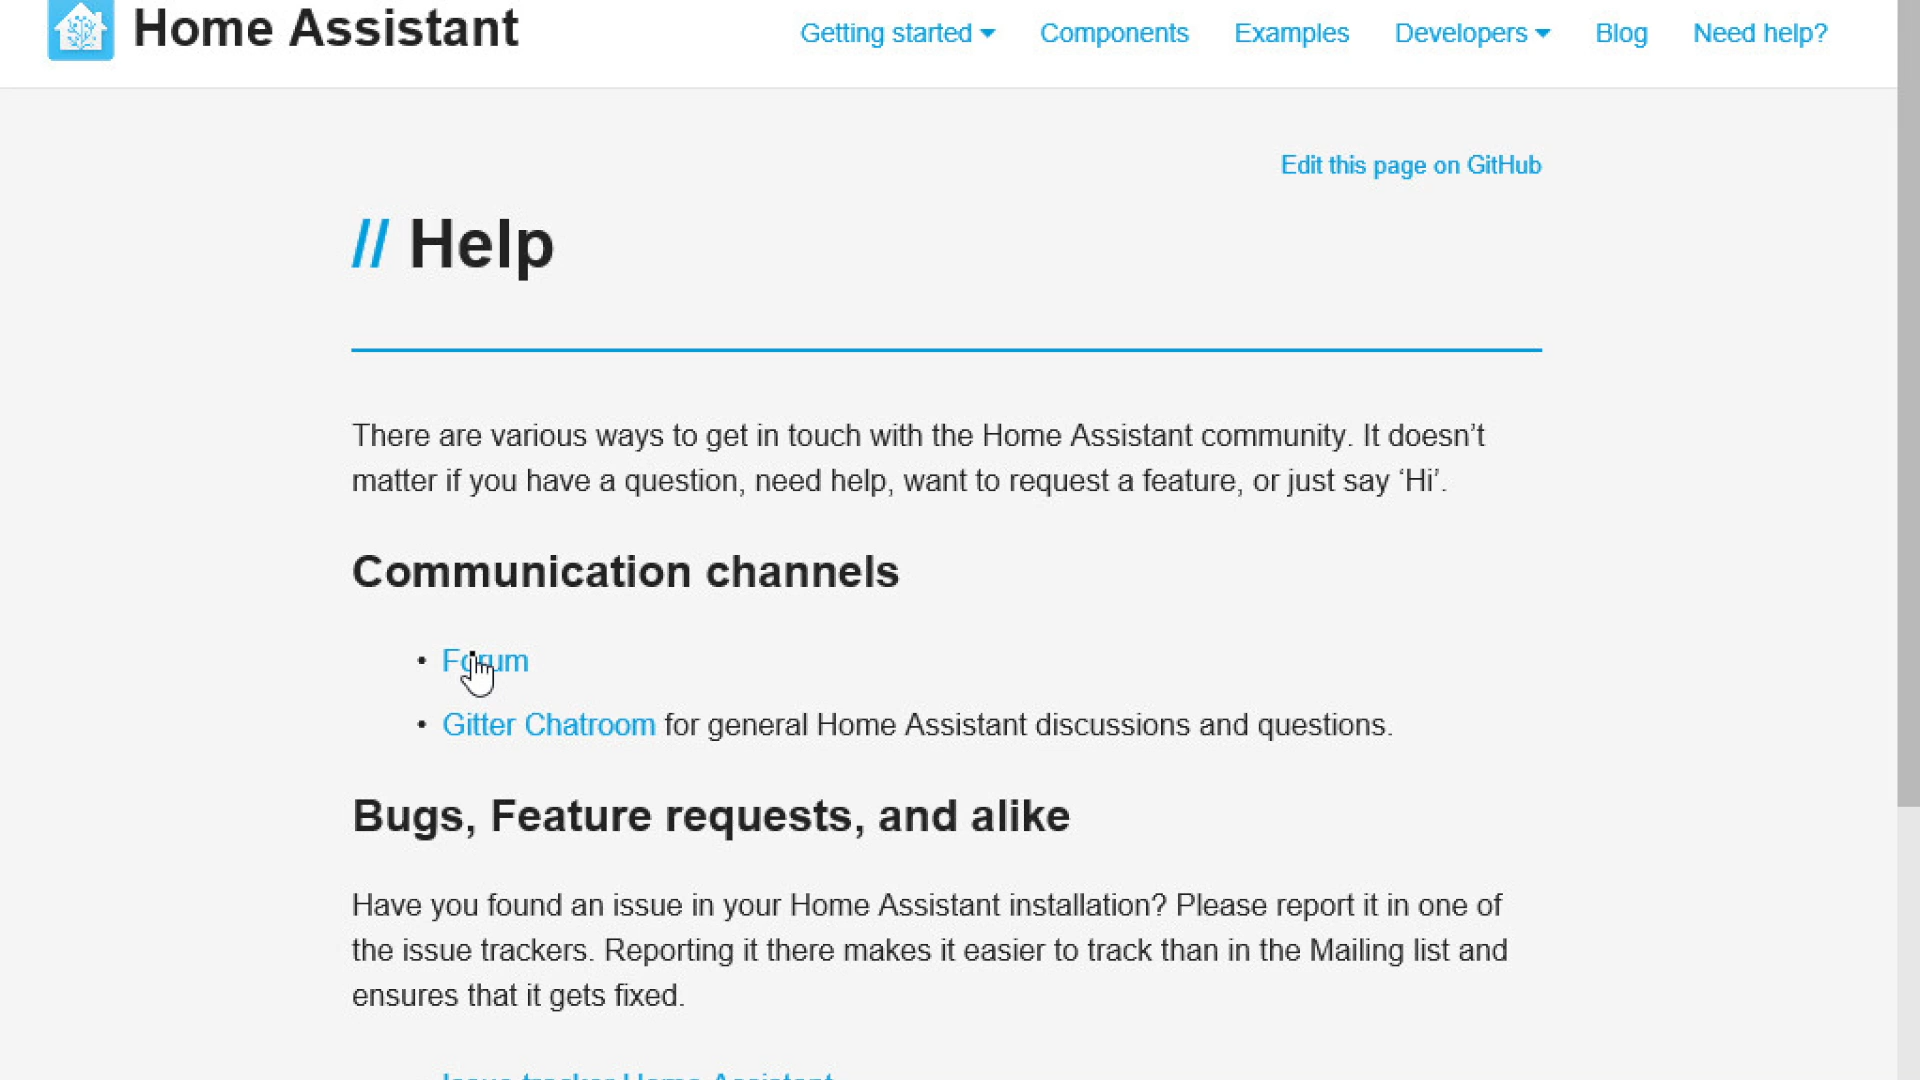 Home Assistant
Getting started Components Examples Developers Blog Need help?
Edit this page on GitHub
// Help
There are various ways to get in touch with the Home Assistant community. It doesn’t
matter if you have a question, need help, want to request a feature, or just say ‘Hi’.
Communication channels
• Forum
• Gitter Chatroom for general Home Assistant discussions and questions.
Bugs, Feature requests, and alike
Have you found an issue in your Home Assistant installation? Please report it in one of
the issue trackers. Reporting it there makes it easier to track than in the Mailing list and
ensures that it gets fixed.
Issue tracker Home Assistant